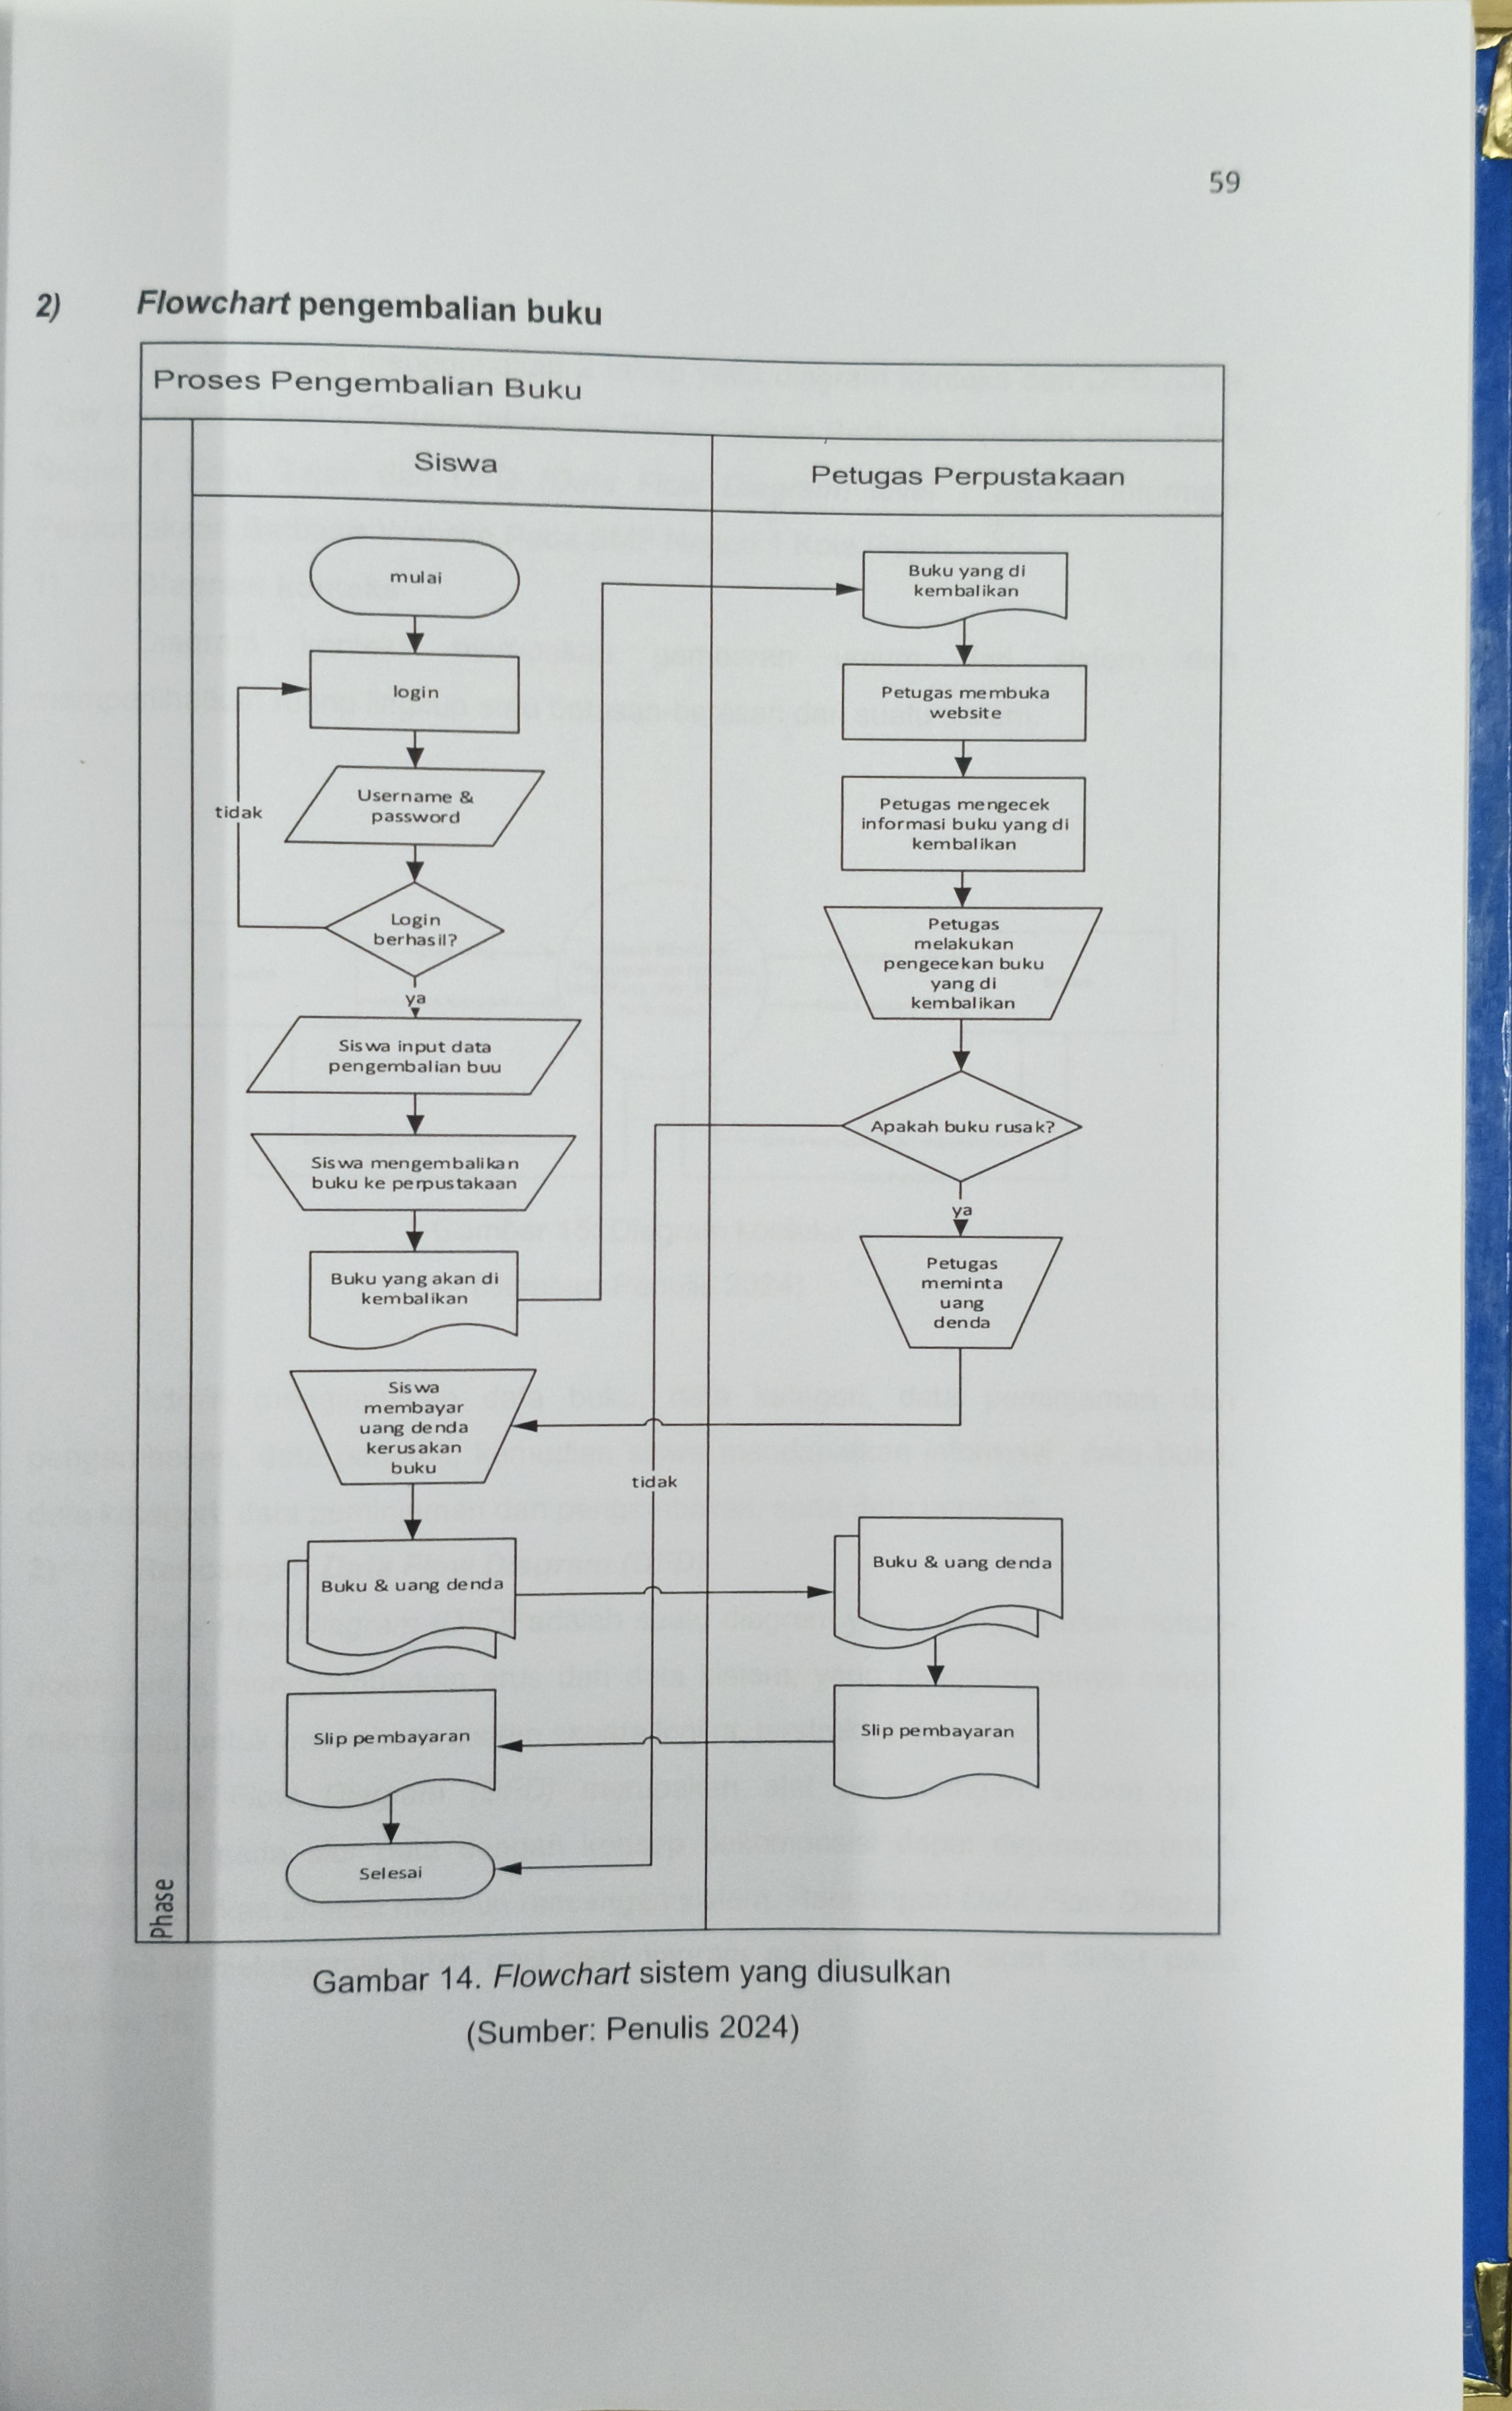 59
2) Flowchart pengembalian buku
Proses Pengembalian Buku
Siswa
Petugas Perpustakaan
Phase
mulai
login
Username &
password
tidak
Login
berhasil?
ya
Siswa input data
pengembalian buu
Siswa mengembalikan
buku ke perpustakaan
Buku yang akan di
kembalikan
Buku yang di
kembalikan
Petugas membuka
website
Petugas mengecek
informasi buku yang di
kembalikan
Petugas
melakukan
pengecekan buku
yang di
kembalikan
Apakah buku rusak?
ya
Petugas
meminta
uang
denda
Siswa
membayar
uang denda
kerusakan
buku
tidak
Buku & uang denda
Buku & uang denda
Slip pembayaran
Slip pembayaran
Selesai
Gambar 14. Flowchart sistem yang diusulkan
(Sumber: Penulis 2024)